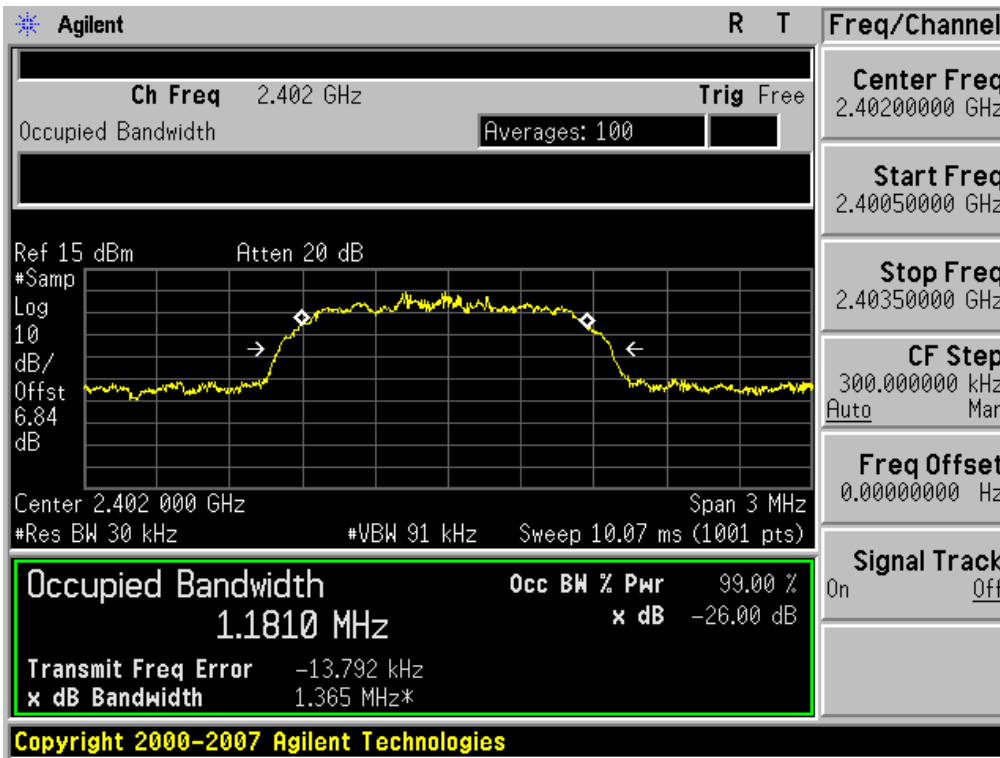 Agilent R T
Ch Freq 2.402 GHz Trig Free
Occupied Bandwidth Averages: 100
Ref 15 dBm Atten 20 dB
#Samp
Log
10
dB/
Offst
6.84
dB
Center 2.402 000 GHz Span 3 MHz
#Res BW 30 kHz #VBW 91 kHz Sweep 10.07 ms (1001 pts)
Occupied Bandwidth
1.1810 MHz
Occ BW % Pwr 99.00 %
x dB -26.00 dB
Transmit Freq Error -13.792 kHz
x dB Bandwidth 1.365 MHz*
Copyright 2000-2007 Agilent Technologies
Freq/Channel
Center Freq
2.40200000 GHz
Start Freq
2.40050000 GHz
Stop Freq
2.40350000 GHz
CF Step
300.000000 kHz
Auto Man
Freq Offset
0.00000000 Hz
Signal Track
On Off